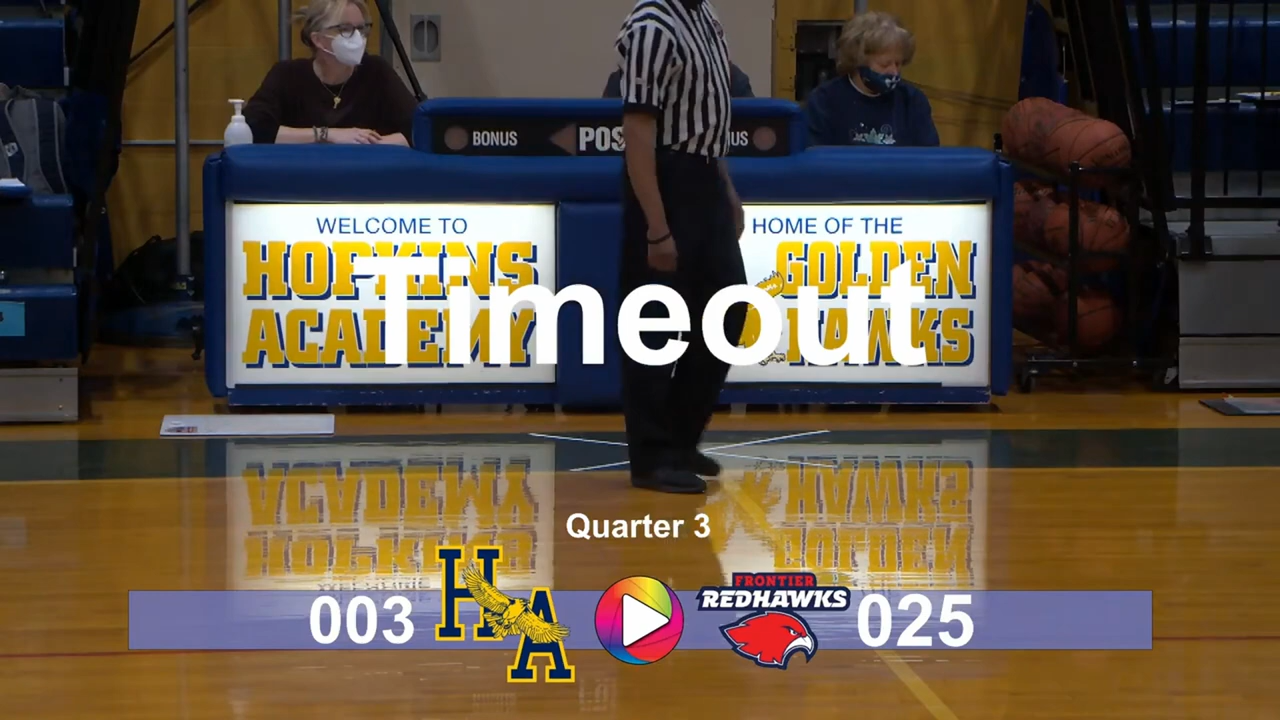 BONUS
POS
US
WELCOME TO
HOPKINS
ACADEMY
HOME OF THE
GOLDEN
HAWKS
Timeout
Quarter 3
003
HA
FRONTIER
REDHAWKS
025